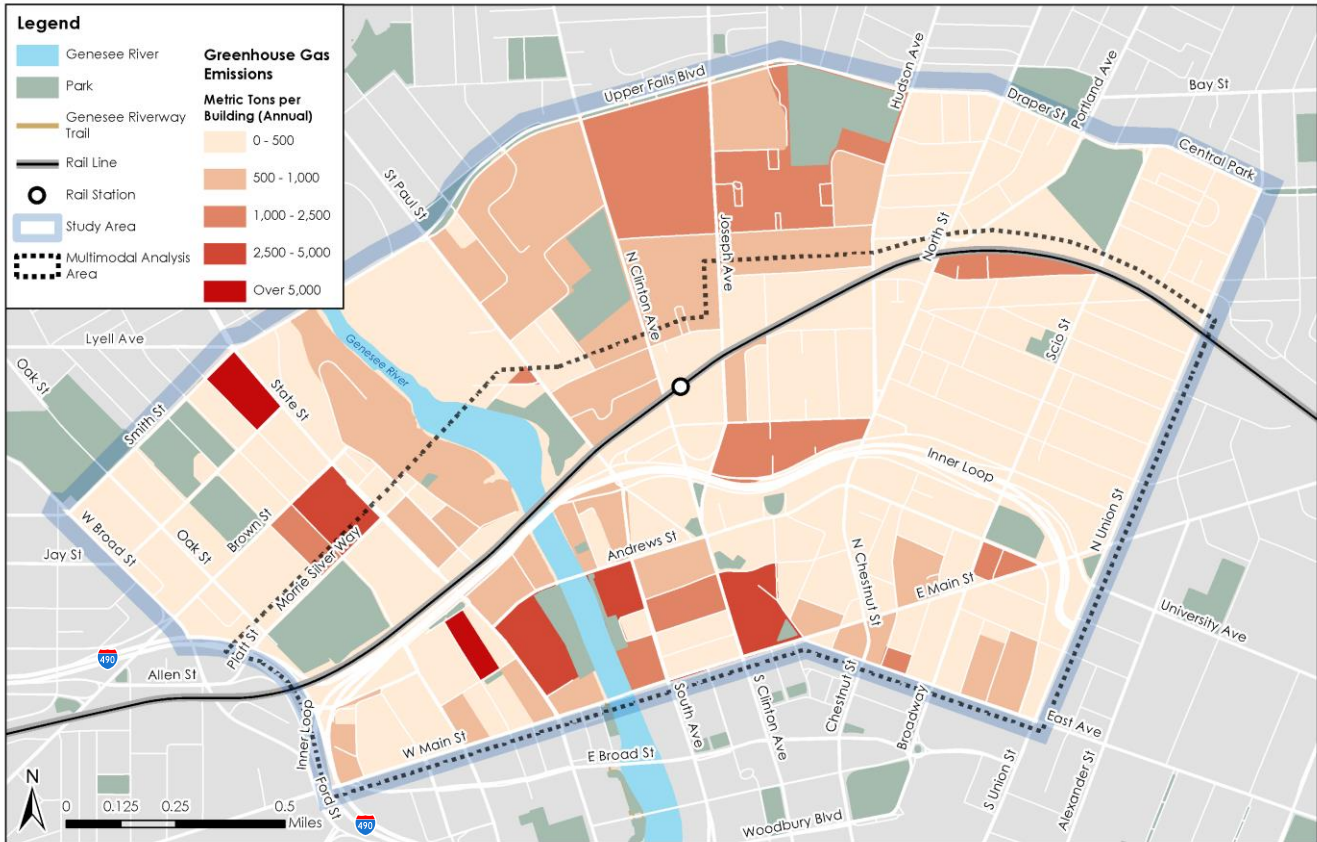 Legend
Genesee River
Park
Genesee Riverway
Trail
Rail Line
Rail Station
Study Area
Multimodal Analysis
Area
Greenhouse Gas
Emissions
Metric Tons per
Building (Annual)
0 - 500
500 - 1,000
1,000 - 2,500
2,500 - 5,000
Over 5,000
Upper Falls Blvd
Hudson Ave
Draper St
Portland Ave
Bay St
Central Park
St Paul St
N Clinton Ave
Joseph Ave
North St
Scio St
Lyell Ave
Oak St
Smith St
State St
Genesee River
W Broad St
Oak St
Brown St
Morrie Silver Way
Jay St
Platt St
490
Allen St
Inner Loop
Andrews St
Inner Loop
N Union St
N Chestnut St
E Main St
University Ave
W Main St
Ford St
490
E Broad St
South Ave
S Clinton Ave
Chestnut St
Broadway
East Ave
S Union St
Alexander St
Woodbury Blvd
N
0
0.125
0.25
0.5
Miles